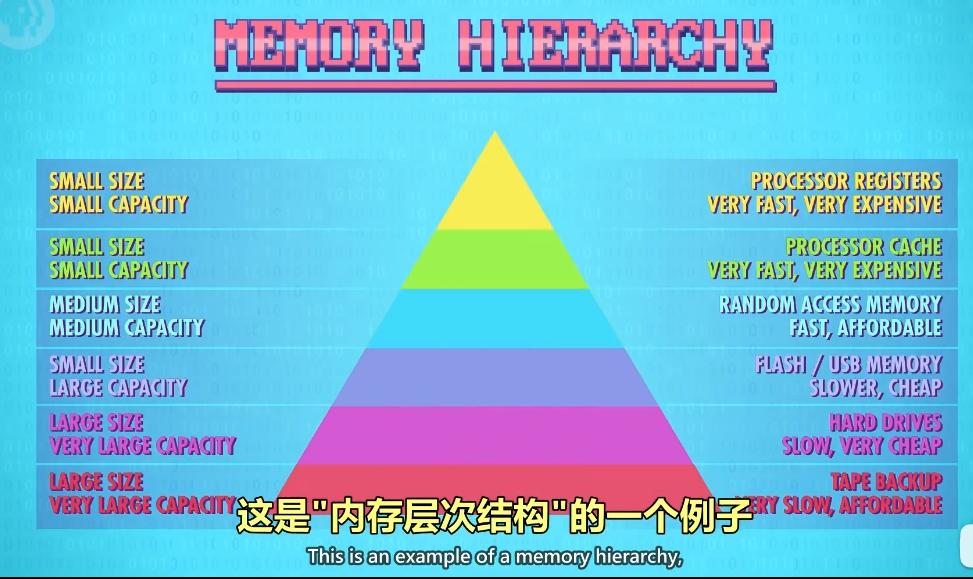 MEMORY HIERARCHY
SMALL SIZE
SMALL CAPACITY
PROCESSOR REGISTERS
VERY FAST, VERY EXPENSIVE
SMALL SIZE
SMALL CAPACITY
PROCESSOR CACHE
VERY FAST, VERY EXPENSIVE
MEDIUM SIZE
MEDIUM CAPACITY
RANDOM ACCESS MEMORY
FAST, AFFORDABLE
SMALL SIZE
LARGE CAPACITY
FLASH / USB MEMORY
SLOWER, CHEAP
LARGE SIZE
VERY LARGE CAPACITY
HARD DRIVES
SLOW, VERY CHEAP
LARGE SIZE
VERY LARGE CAPACITY
TAPE BACKUP
VERY SLOW, AFFORDABLE
这是"内存层次结构"的一个例子
This is an example of a memory hierarchy,